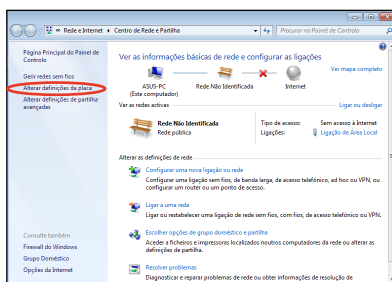 « Rede e Internet ▸ Centro de Rede e Partilha
Procurar no Painel de Controlo
Página Principal do Painel de
Controlo
Gerir redes sem fios
Alterar definições da placa
Alterar definições de partilha
avançadas
Consulte também
Firewall do Windows
Grupo Doméstico
Opções da Internet
Ver as informações básicas de rede e configurar as ligações
Ver mapa completo
ASUS-PC
(Este computador)
Rede Não Identificada
Internet
Ver as redes activas
Ligar ou desligar
Rede Não Identificada
Rede pública
Tipo de acesso: Sem acesso à Internet
Ligações: Ligação de Área Local
Alterar as definições de rede
Configurar uma nova ligação ou rede
Configurar uma ligação sem fios, de banda larga, de acesso telefónico, ad hoc ou VPN, ou
configurar um router ou um ponto de acesso.
Ligar a uma rede
Ligar ou restabelecer uma ligação de rede sem fios, com fios, de acesso telefónico ou VPN.
Escolher opções de grupo doméstico e partilha
Aceder a ficheiros e impressoras localizados noutros computadores da rede ou alterar as
definições de partilha.
Resolver problemas
Diagnosticar e reparar problemas de rede ou obter informações de resolução de